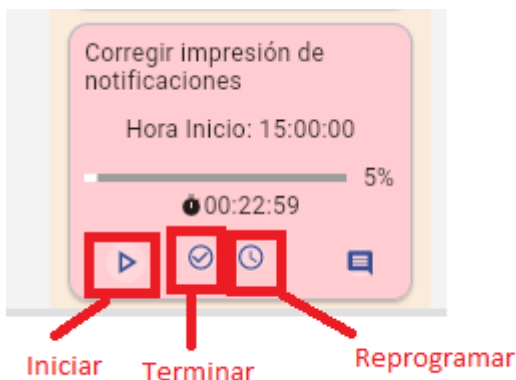 Corregir impresión de
notificaciones
Hora Inicio: 15:00:00
5%
00:22:59
Iniciar
Terminar
Reprogramar